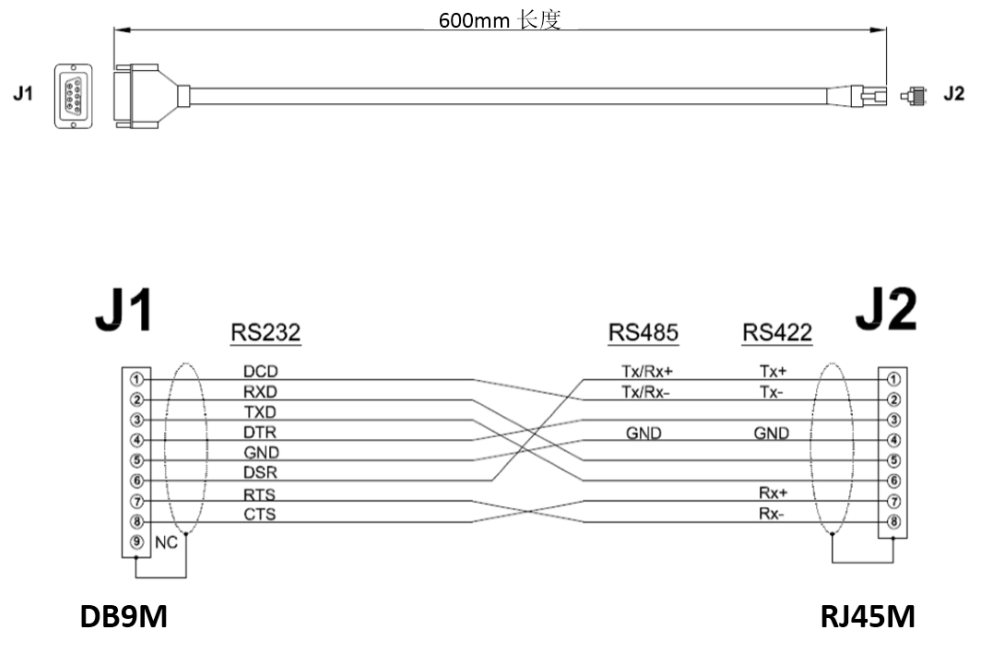 600mm 长度
J1
J2
J1
J2
RS232
RS485
RS422
DCD
Tx/Rx+
Tx+
1
1
RXD
Tx/Rx-
Tx-
2
2
TXD
3
3
DTR
GND
GND
4
4
GND
5
5
DSR
6
6
RTS
Rx+
7
7
CTS
Rx-
8
8
9
NC
DB9M
RJ45M